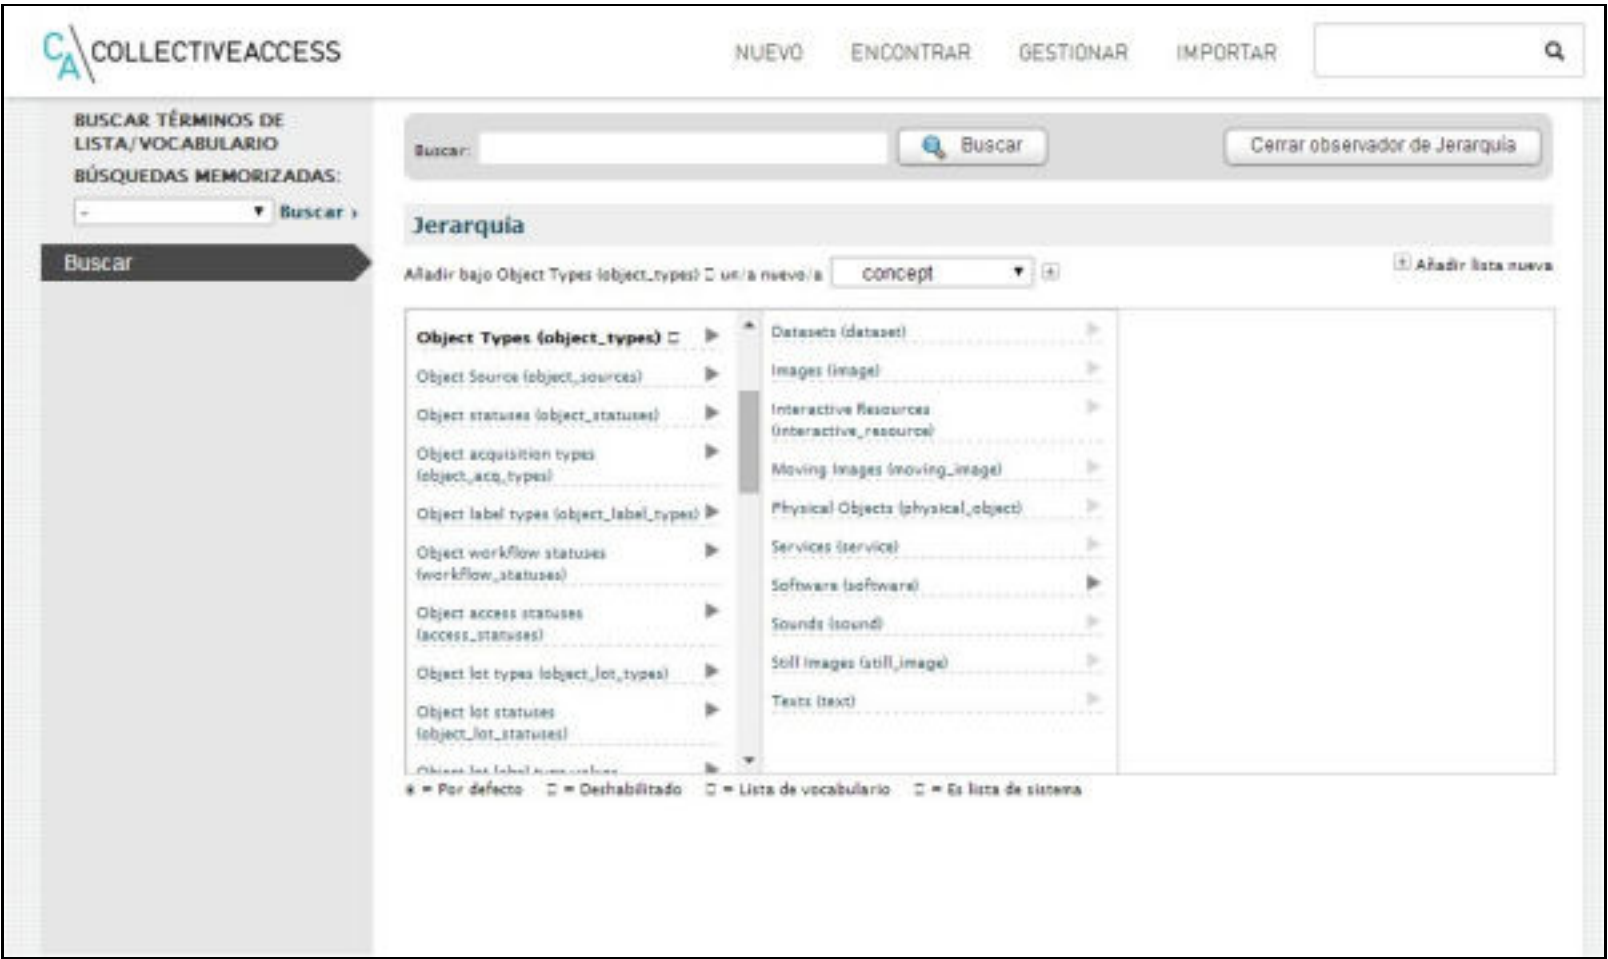 CA COLLECTIVEACCESS
NUEVO ENCONTRAR GESTIONAR IMPORTAR
BUSCAR TÉRMINOS DE
LISTA/VOCABULARIO
BÚSQUEDAS MEMORIZADAS:
- Buscar ›
Buscar
Buscar: Buscar Cerrar observador de Jerarquía
Jerarquía
Añadir bajo Object Types (object_types) un/a nuevo/a concept
Añadir lista nueva
Object Types (object_types)
Object Source (object_sources)
Object statuses (object_statuses)
Object acquisition types
(object_acq_types)
Object label types (object_label_types)
Object workflow statuses
(workflow_statuses)
Object access statuses
(access_statuses)
Object lot types (object_lot_types)
Object lot statuses
(object_lot_statuses)
Object lot label type values
Datasets (dataset)
Images (image)
Interactive Resources
(interactive_resource)
Moving Images (moving_image)
Physical Objects (physical_object)
Services (service)
Software (software)
Sounds (sound)
Still Images (still_image)
Texts (text)
= Por defecto = Deshabilitado = Lista de vocabulario = Es lista de sistema